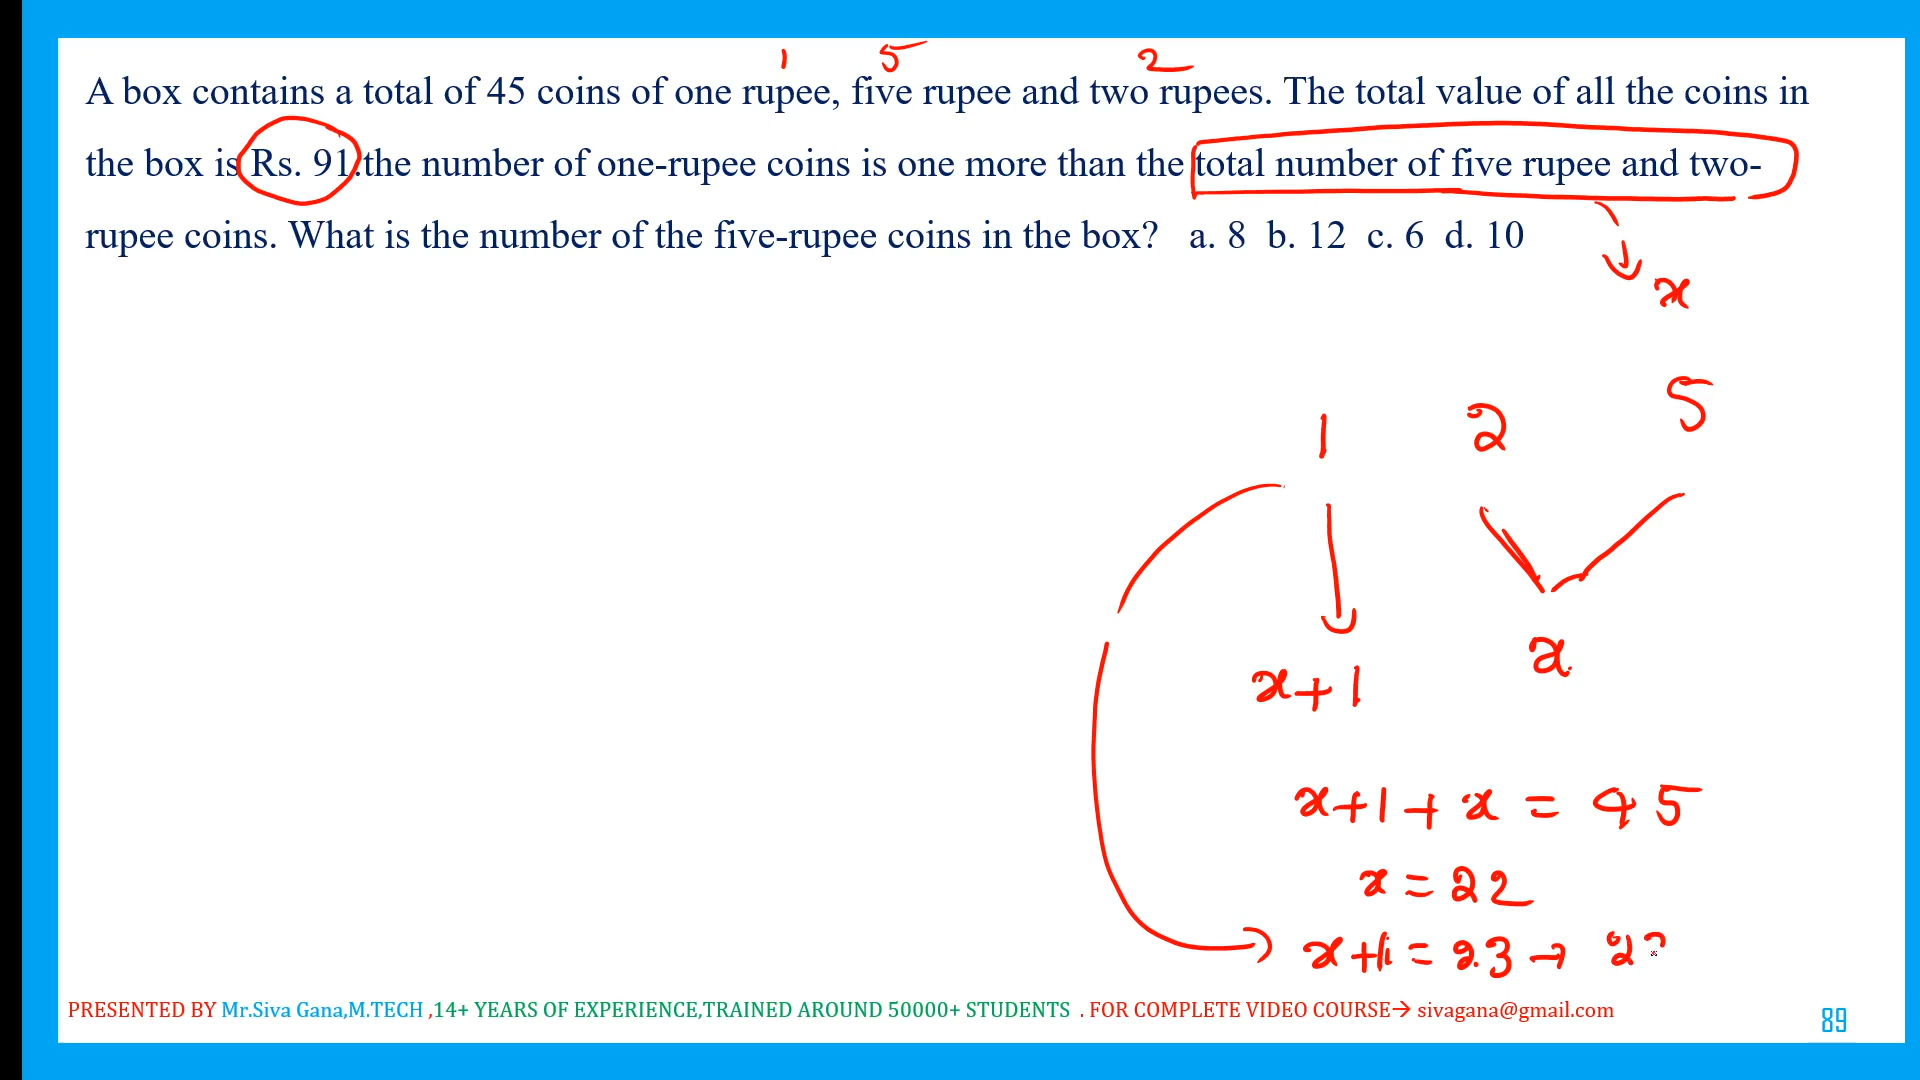 1 5 2
A box contains a total of 45 coins of one rupee, five rupee and two rupees. The total value of all the coins in
the box is Rs. 91.the number of one-rupee coins is one more than the total number of five rupee and two-
rupee coins. What is the number of the five-rupee coins in the box? a. 8 b. 12 c. 6 d. 10
x
1 2 5
x+1 x
x+1+x = 45
x = 22
x+1 = 23 →
PRESENTED BY Mr.Siva Gana,M.TECH ,14+ YEARS OF EXPERIENCE,TRAINED AROUND 50000+ STUDENTS . FOR COMPLETE VIDEO COURSE→ sivagana@gmail.com
89